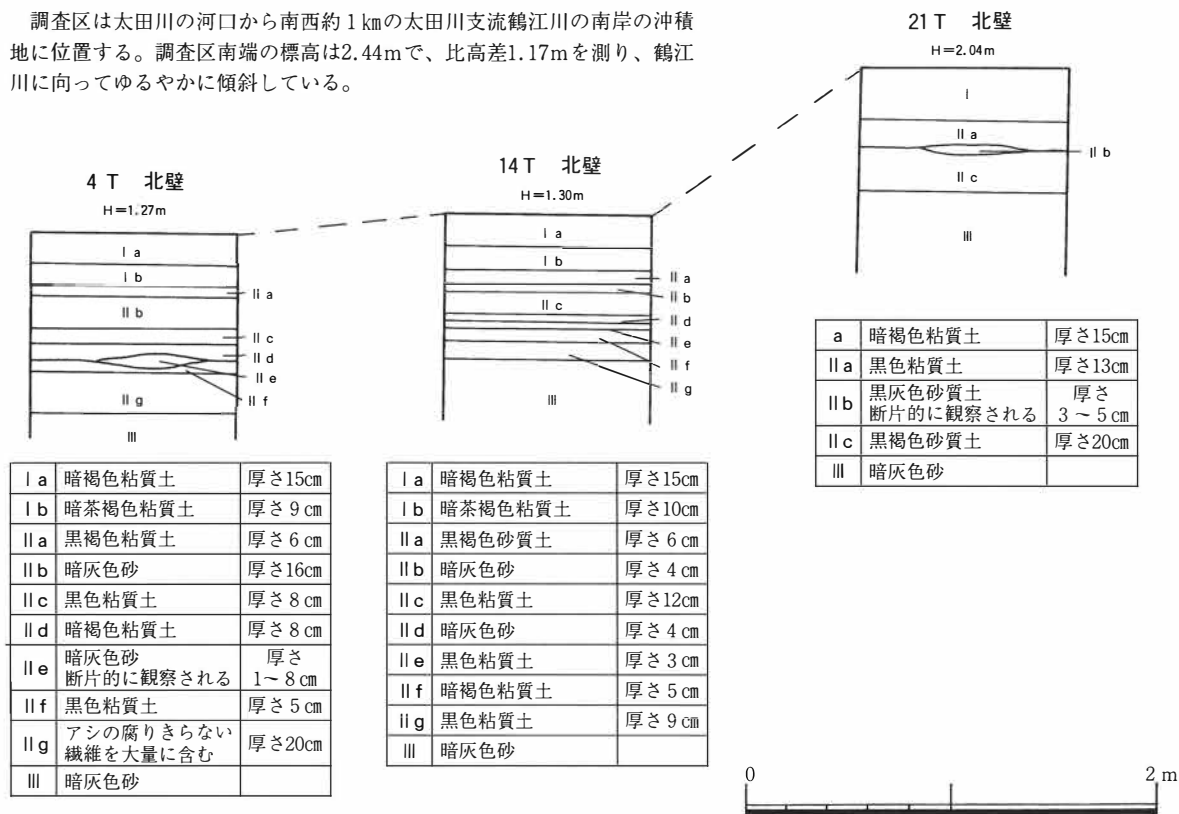 調査区は太田川の河口から南西約1㎞の太田川支流鶴江川の南岸の沖積
地に位置する。調査区南端の標高は2.44mで、比高差1.17mを測り、鶴江
川に向ってゆるやかに傾斜している。
4T 北壁
H=1.27m
Ⅰa
Ⅰb
Ⅱa
Ⅱb
Ⅱc
Ⅱd
Ⅱe
Ⅱf
Ⅱg
Ⅲ
Ⅰa 暗褐色粘質土 厚さ15㎝
Ⅰb 暗茶褐色粘質土 厚さ9㎝
Ⅱa 黒褐色粘質土 厚さ6㎝
Ⅱb 暗灰色砂 厚さ16㎝
Ⅱc 黒色粘質土 厚さ8㎝
Ⅱd 暗褐色粘質土 厚さ8㎝
Ⅱe 暗灰色砂 厚さ
断片的に観察される 1~8㎝
Ⅱf 黒色粘質土 厚さ5㎝
Ⅱg アシの腐りきらない 厚さ20㎝
繊維を大量に含む
Ⅲ 暗灰色砂
14T 北壁
H=1.30m
Ⅰa
Ⅰb
Ⅱa
Ⅱb
Ⅱc
Ⅱd
Ⅱe
Ⅱf
Ⅱg
Ⅲ
Ⅰa 暗褐色粘質土 厚さ15㎝
Ⅰb 暗茶褐色粘質土 厚さ10㎝
Ⅱa 黒褐色砂質土 厚さ6㎝
Ⅱb 暗灰色砂 厚さ4㎝
Ⅱc 黒色粘質土 厚さ12㎝
Ⅱd 暗灰色砂 厚さ4㎝
Ⅱe 黒色粘質土 厚さ3㎝
Ⅱf 暗褐色粘質土 厚さ5㎝
ⅱg 黒色粘質土 厚さ9㎝
Ⅲ 暗灰色砂
21T 北壁
H=2.04m
Ⅰ
Ⅱa
Ⅱb
Ⅱc
Ⅲ
a 暗褐色粘質土 厚さ15㎝
Ⅱa 黒色粘質土 厚さ13㎝
Ⅱb 黒灰色砂質土 厚さ
断片的に観察される 3~5㎝
Ⅱc 黒褐色砂質土 厚さ20㎝
Ⅲ 暗灰色砂
0 2m